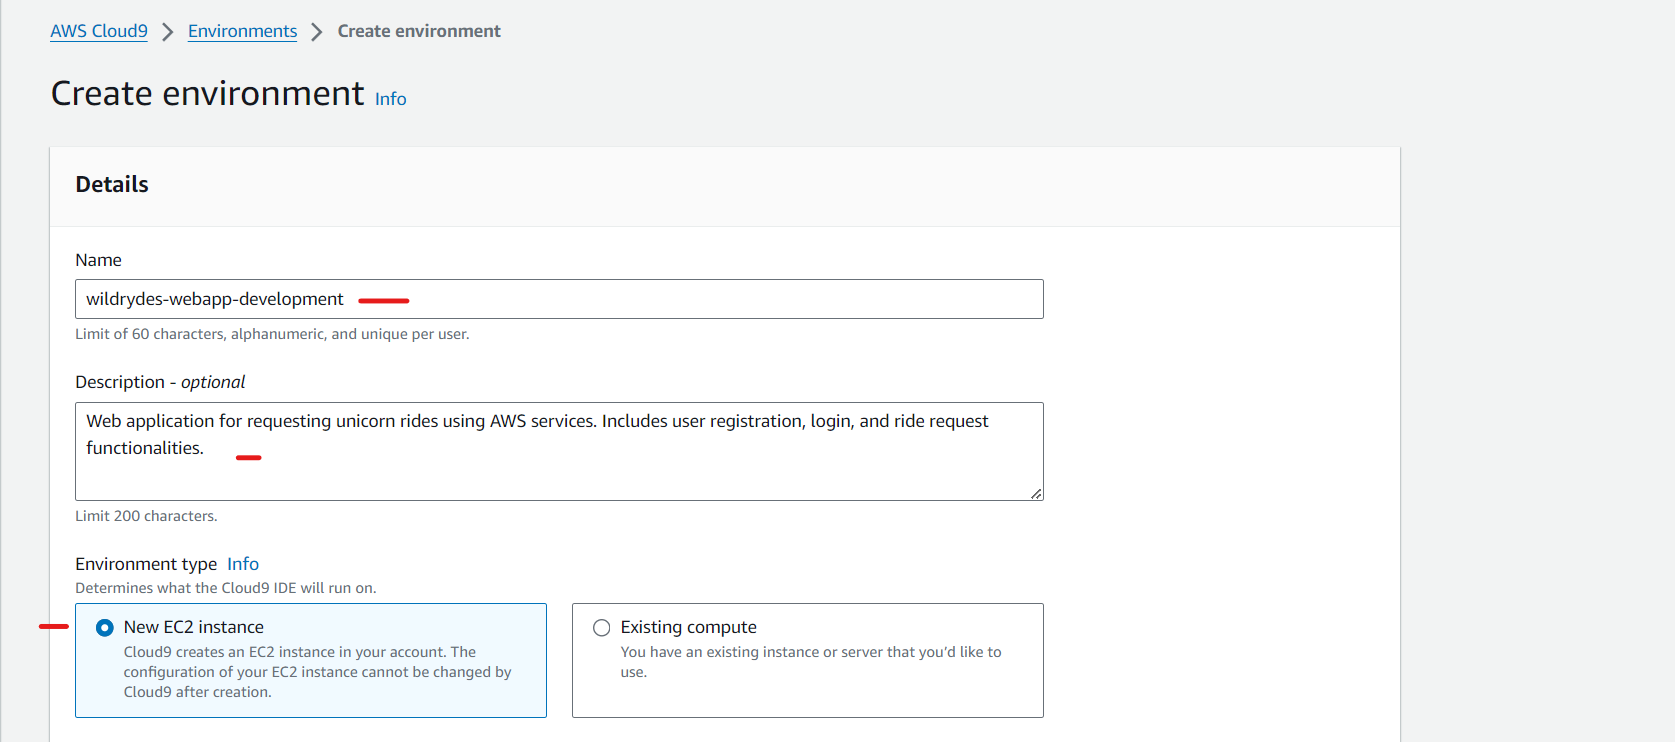 AWS Cloud9 > Environments > Create environment
Create environment Info
Details
Name
wildrydes-webapp-development
Limit of 60 characters, alphanumeric, and unique per user.
Description - optional
Web application for requesting unicorn rides using AWS services. Includes user registration, login, and ride request
functionalities.
Limit 200 characters.
Environment type Info
Determines what the Cloud9 IDE will run on.
New EC2 instance
Cloud9 creates an EC2 instance in your account. The
configuration of your EC2 instance cannot be changed by
Cloud9 after creation.
Existing compute
You have an existing instance or server that you’d like to
use.